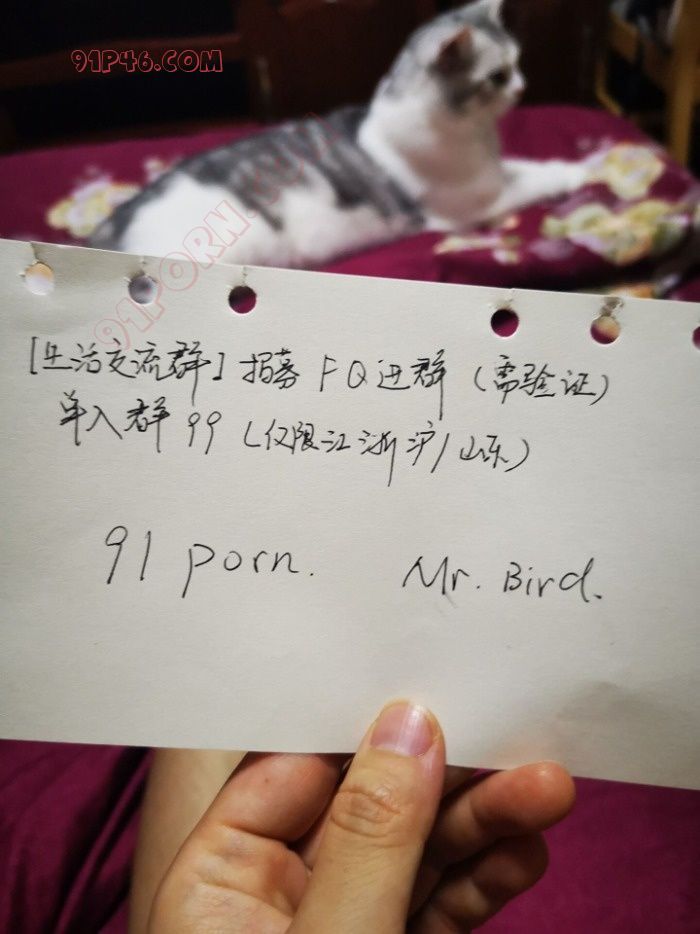 91P46.COM
91PORN.
[生活交流群] 招募 FQ进群 (需验证)
单入群 99 (仅限江浙沪/山东)
91 porn. Mr. Bird.